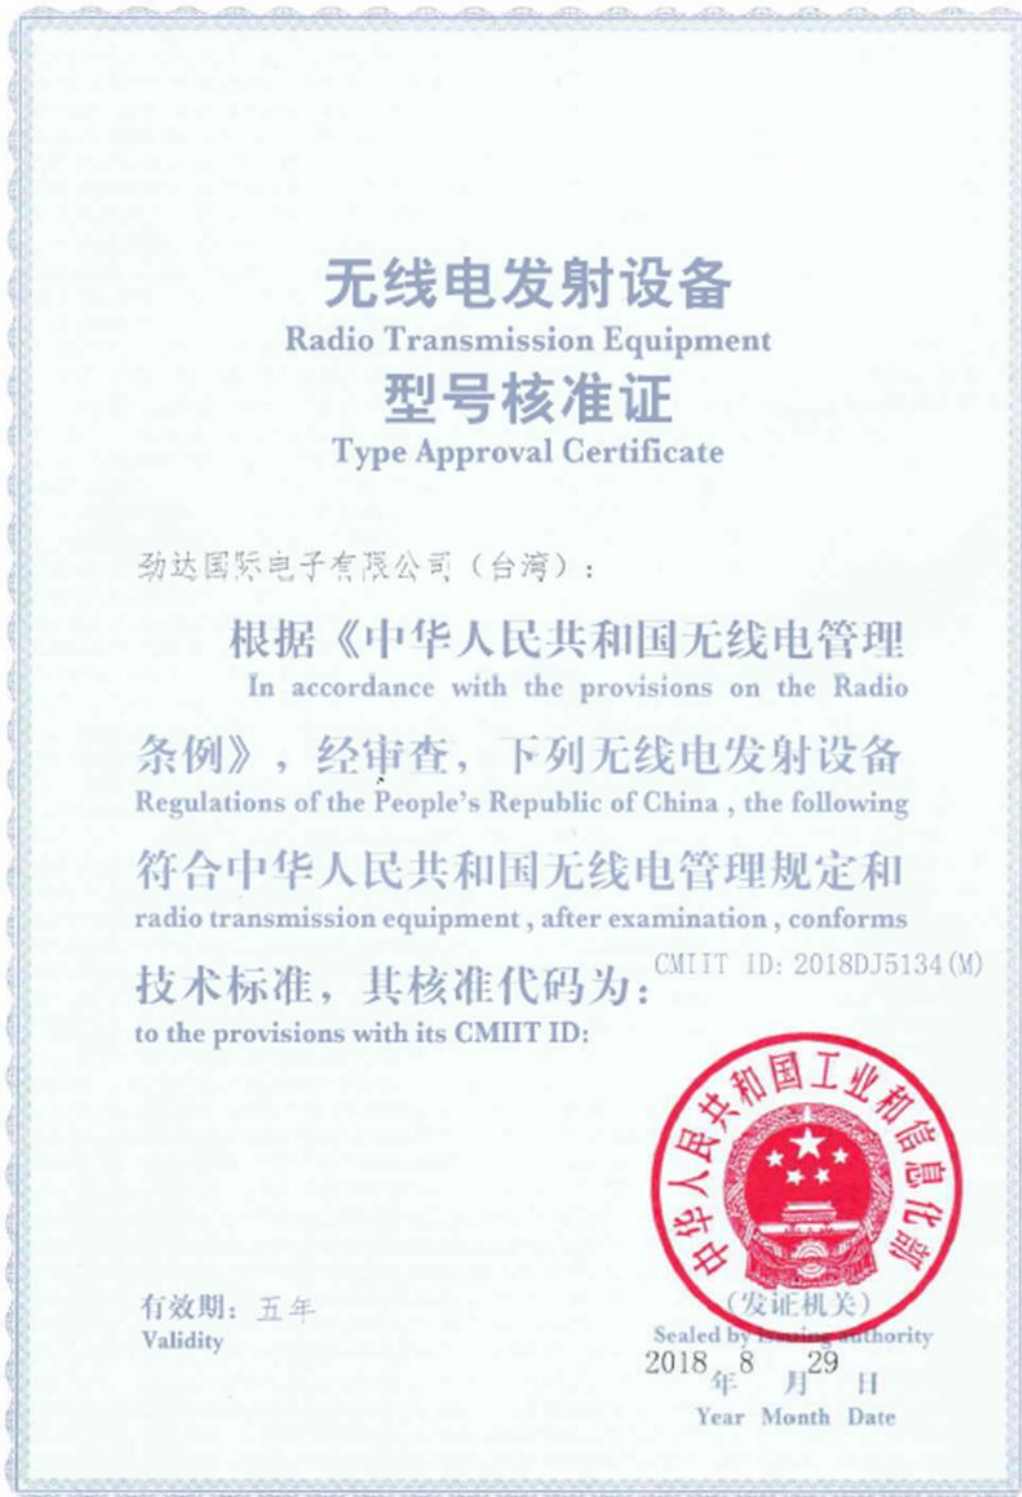 无线电发射设备
Radio Transmission Equipment
型号核准证
Type Approval Certificate
劲达国际电子有限公司（台湾）：
根据《中华人民共和国无线电管理
In accordance with the provisions on the Radio
条例》，经审查，下列无线电发射设备
Regulations of the People's Republic of China , the following
符合中华人民共和国无线电管理规定和
radio transmission equipment , after examination , conforms
技术标准，其核准代码为：CMIIT ID: 2018DJ5134(M)
to the provisions with its CMIIT ID:
中华人民共和国工业和信息化部
有效期：五年
Validity
（发证机关）
Sealed by issuing authority
2018年 8月 29日
Year Month Date